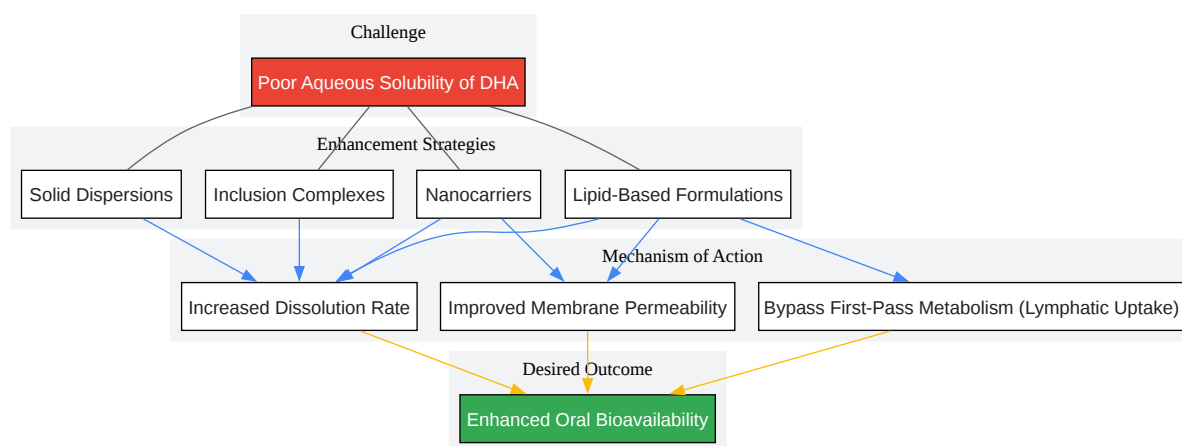 Challenge
Poor Aqueous Solubility of DHA
Enhancement Strategies
Solid Dispersions
Inclusion Complexes
Nanocarriers
Lipid-Based Formulations
Mechanism of Action
Increased Dissolution Rate
Improved Membrane Permeability
Bypass First-Pass Metabolism (Lymphatic Uptake)
Desired Outcome
Enhanced Oral Bioavailability